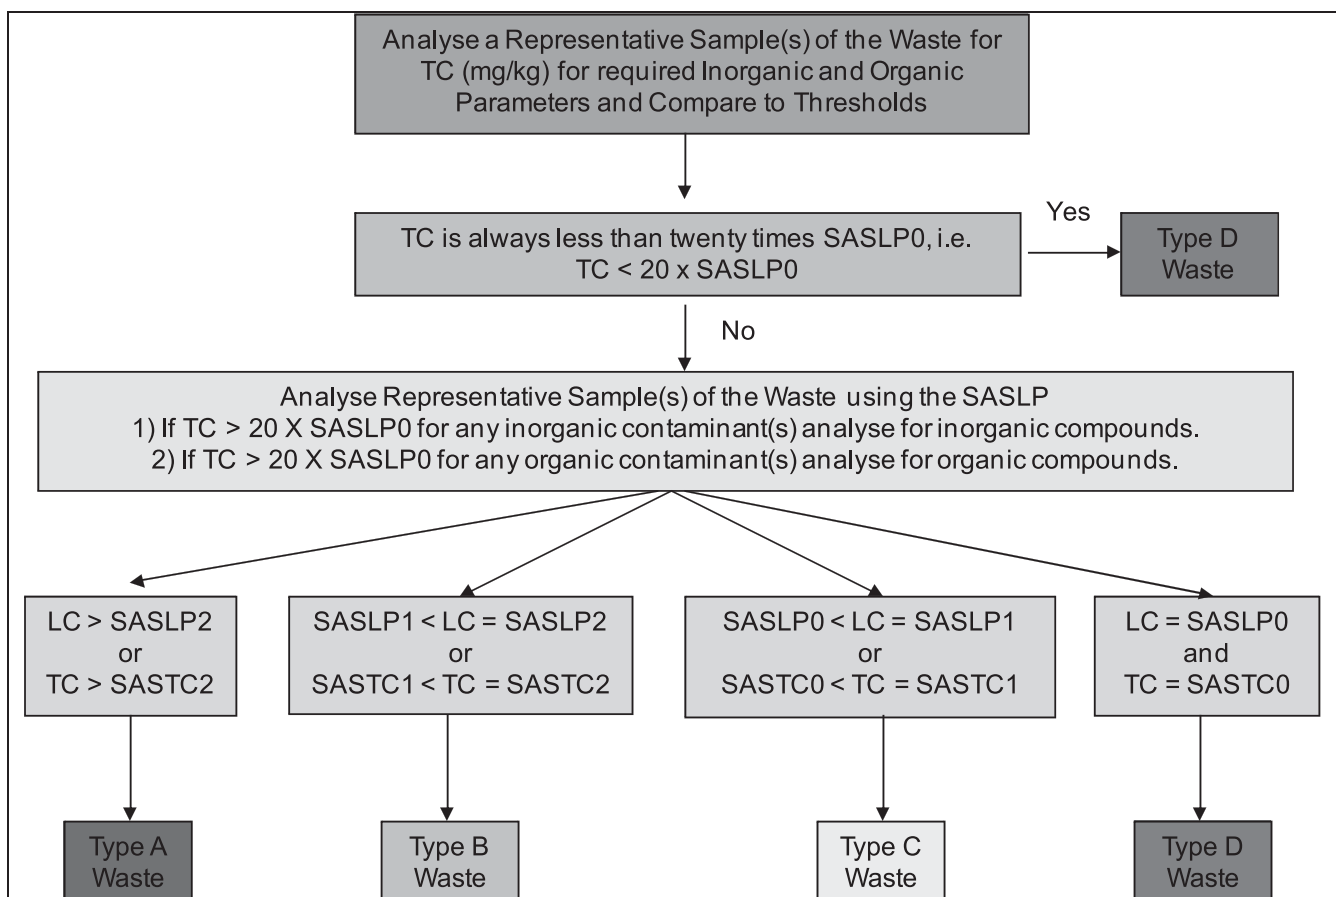 Analyse a Representative Sample(s) of the Waste for
TC (mg/kg) for required Inorganic and Organic
Parameters and Compare to Thresholds
TC is always less than twenty times SASLP0, i.e.
TC < 20 x SASLP0
Yes
Type D
Waste
No
Analyse Representative Sample(s) of the Waste using the SASLP
1) If TC > 20 X SASLP0 for any inorganic contaminant(s) analyse for inorganic compounds.
2) If TC > 20 X SASLP0 for any organic contaminant(s) analyse for organic compounds.
LC > SASLP2
or
TC > SASTC2
SASLP1 < LC = SASLP2
or
SASTC1 < TC = SASTC2
SASLP0 < LC = SASLP1
or
SASTC0 < TC = SASTC1
LC = SASLP0
and
TC = SASTC0
Type A
Waste
Type B
Waste
Type C
Waste
Type D
Waste